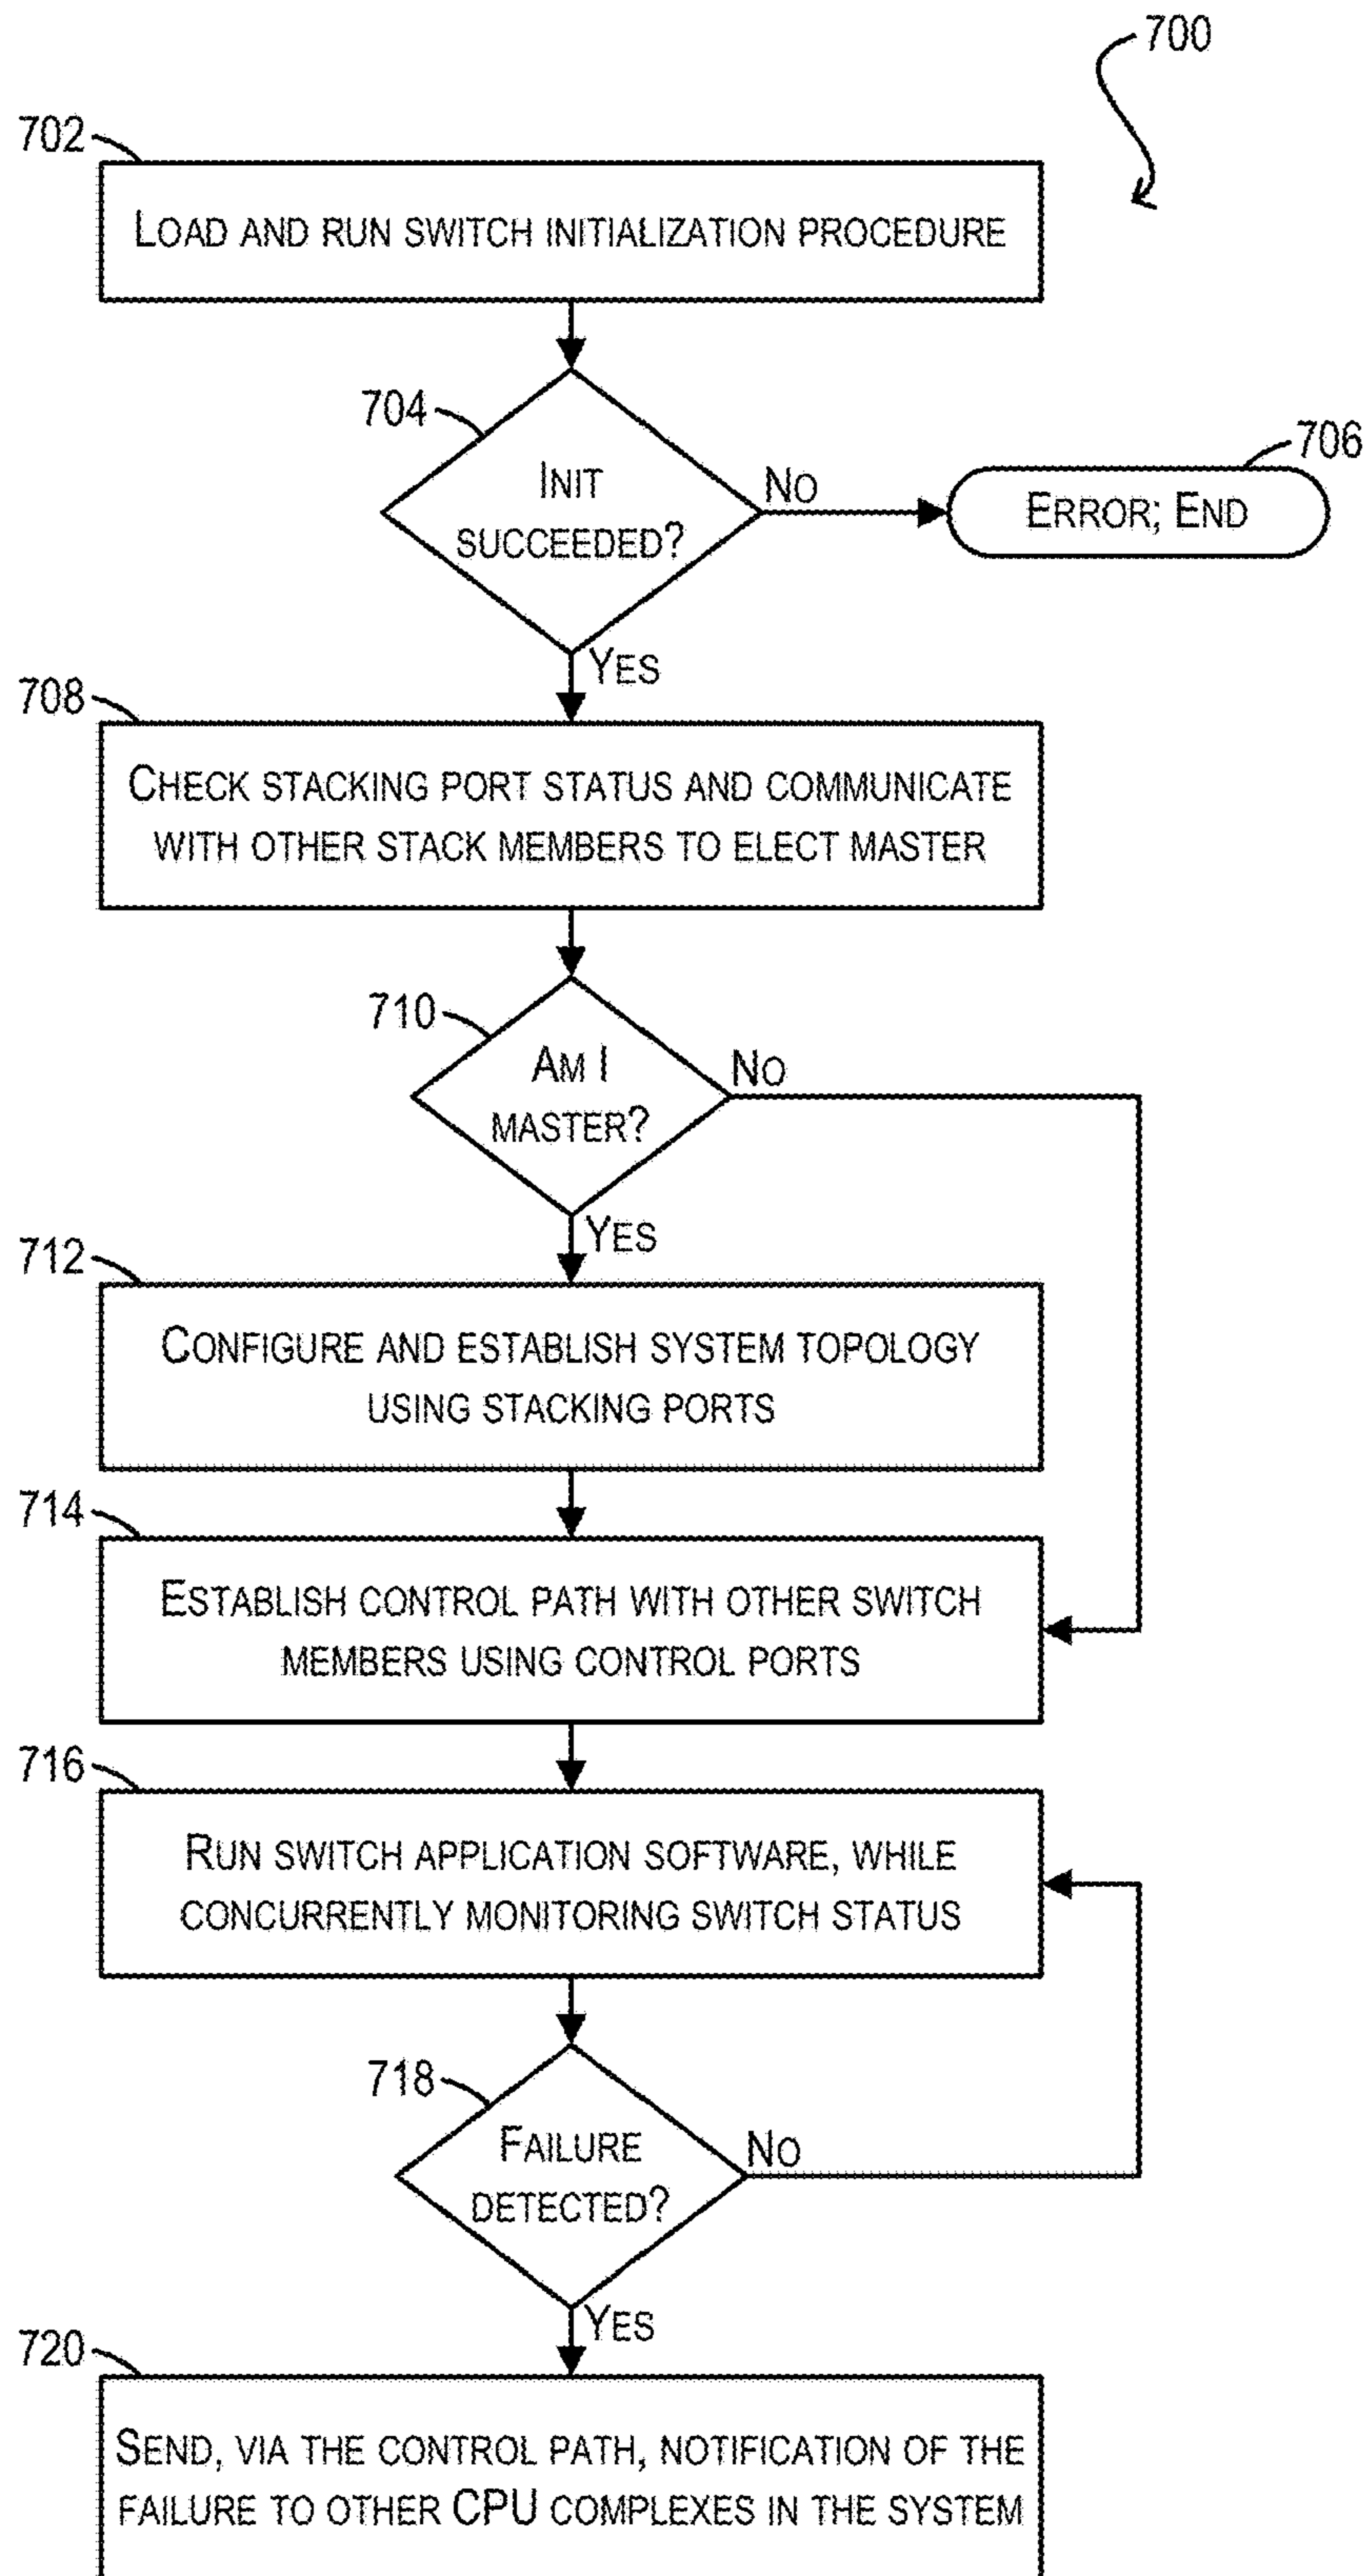 700
702
LOAD AND RUN SWITCH INITIALIZATION PROCEDURE
704
INIT
SUCCEEDED?
NO
706
ERROR; END
YES
708
CHECK STACKING PORT STATUS AND COMMUNICATE
WITH OTHER STACK MEMBERS TO ELECT MASTER
710
AM I
MASTER?
NO
YES
712
CONFIGURE AND ESTABLISH SYSTEM TOPOLOGY
USING STACKING PORTS
714
ESTABLISH CONTROL PATH WITH OTHER SWITCH
MEMBERS USING CONTROL PORTS
716
RUN SWITCH APPLICATION SOFTWARE, WHILE
CONCURRENTLY MONITORING SWITCH STATUS
718
FAILURE
DETECTED?
NO
YES
720
SEND, VIA THE CONTROL PATH, NOTIFICATION OF THE
FAILURE TO OTHER CPU COMPLEXES IN THE SYSTEM